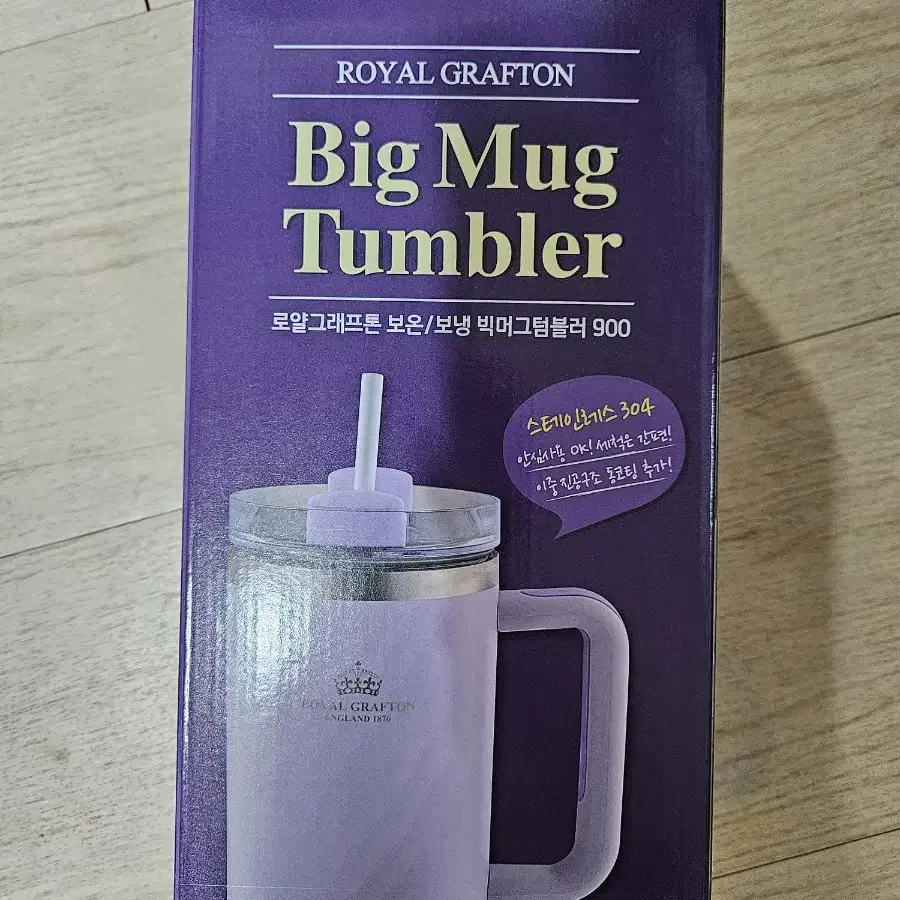 ROYAL GRAFTON
Big Mug
Tumbler
로얄그래프톤 보온/보냉 빅머그텀블러 900
스테인레스 304
안심사용 OK! 세척은 간편!
이중 진공구조 동코팅 추가!
ROYAL GRAFTON
ENGLAND 1876